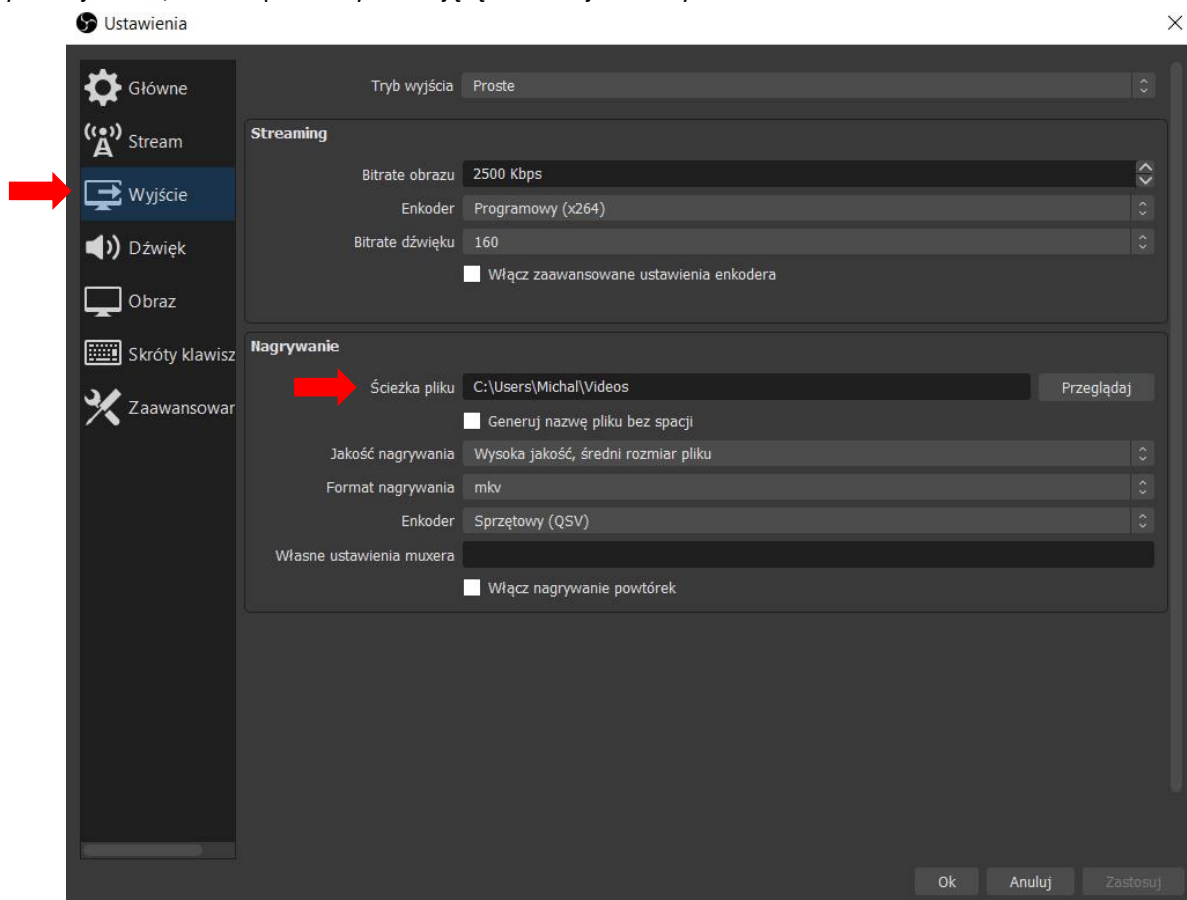 Ustawienia
Główne
Stream
Wyjście
Dźwięk
Obraz
Skróty klawisz
Zaawansowar
Tryb wyjścia Proste
Streaming
Bitrate obrazu 2500 Kbps
Enkoder Programowy (x264)
Bitrate dźwięku 160
Włącz zaawansowane ustawienia enkodera
Nagrywanie
Ścieżka pliku C:\Users\Michal\Videos Przeglądaj
Generuj nazwę pliku bez spacji
Jakość nagrywania Wysoka jakość, średni rozmiar pliku
Format nagrywania mkv
Enkoder Sprzętowy (QSV)
Własne ustawienia muxera
Włącz nagrywanie powtórek
Ok Anuluj Zastosuj